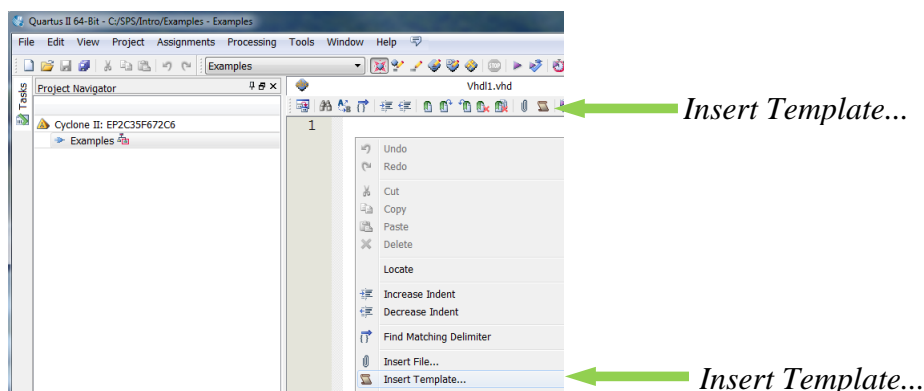 Quartus II 64-Bit - C:/SPS/Intro/Examples - Examples
File Edit View Project Assignments Processing Tools Window Help
Examples
Tasks
Project Navigator
Vhdl1.vhd
Insert Template...
Cyclone II: EP2C35F672C6
Examples
1
Undo
Redo
Cut
Copy
Paste
Delete
Locate
Increase Indent
Decrease Indent
Find Matching Delimiter
Insert File...
Insert Template...
Insert Template...